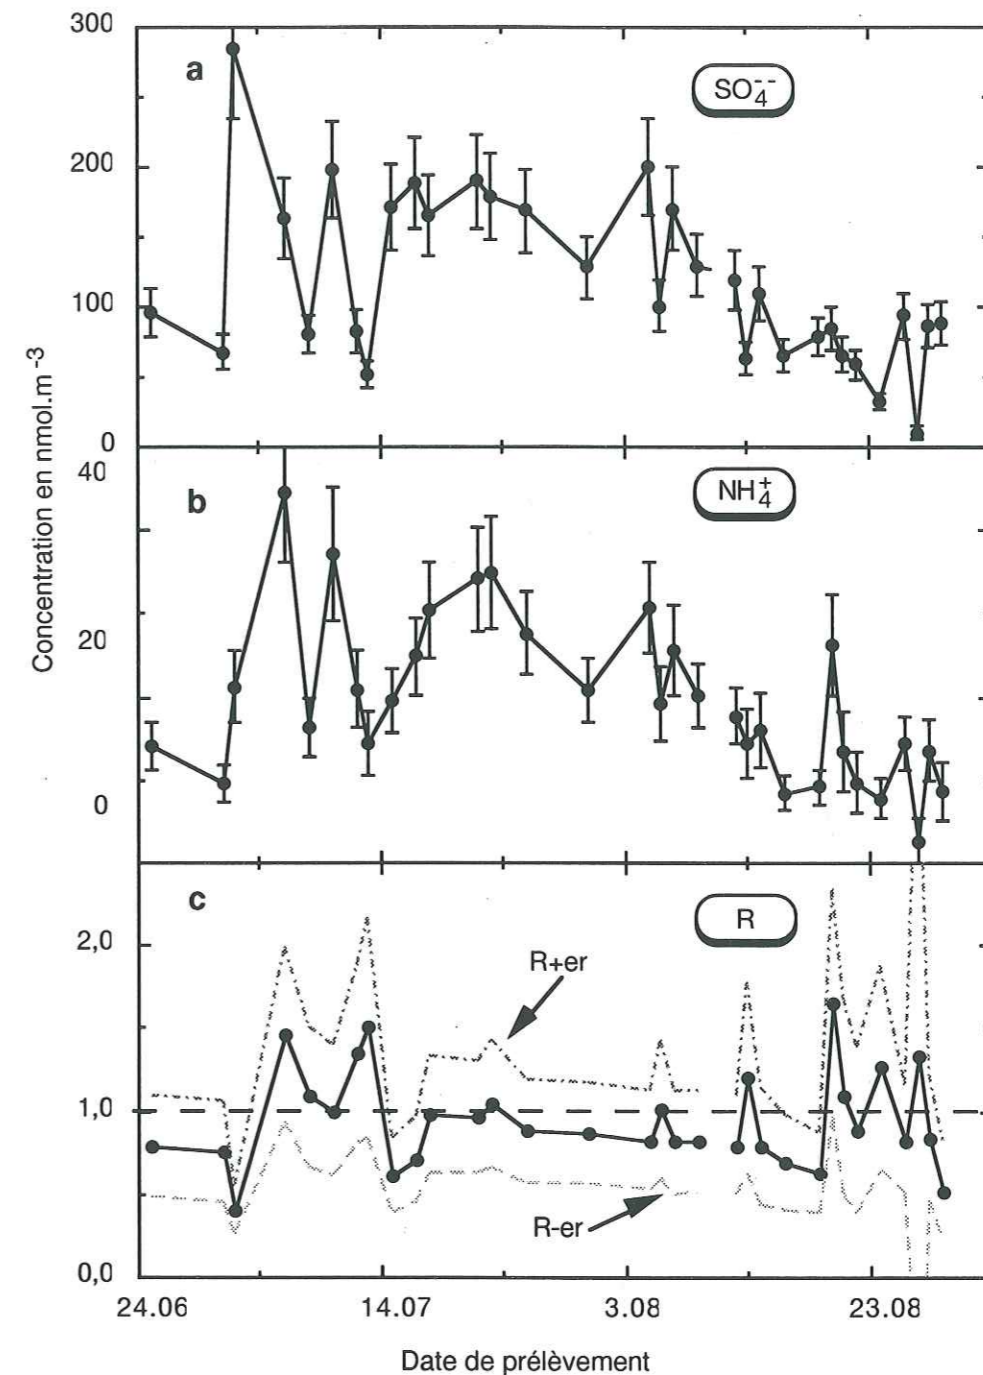 300
a
SO4--
200
100
0
Concentration en nmol.m-3
40
b
NH4+
20
0
c
R
2,0
R+er
1,0
R-er
0,0
24.06 14.07 3.08 23.08
Date de prélèvement